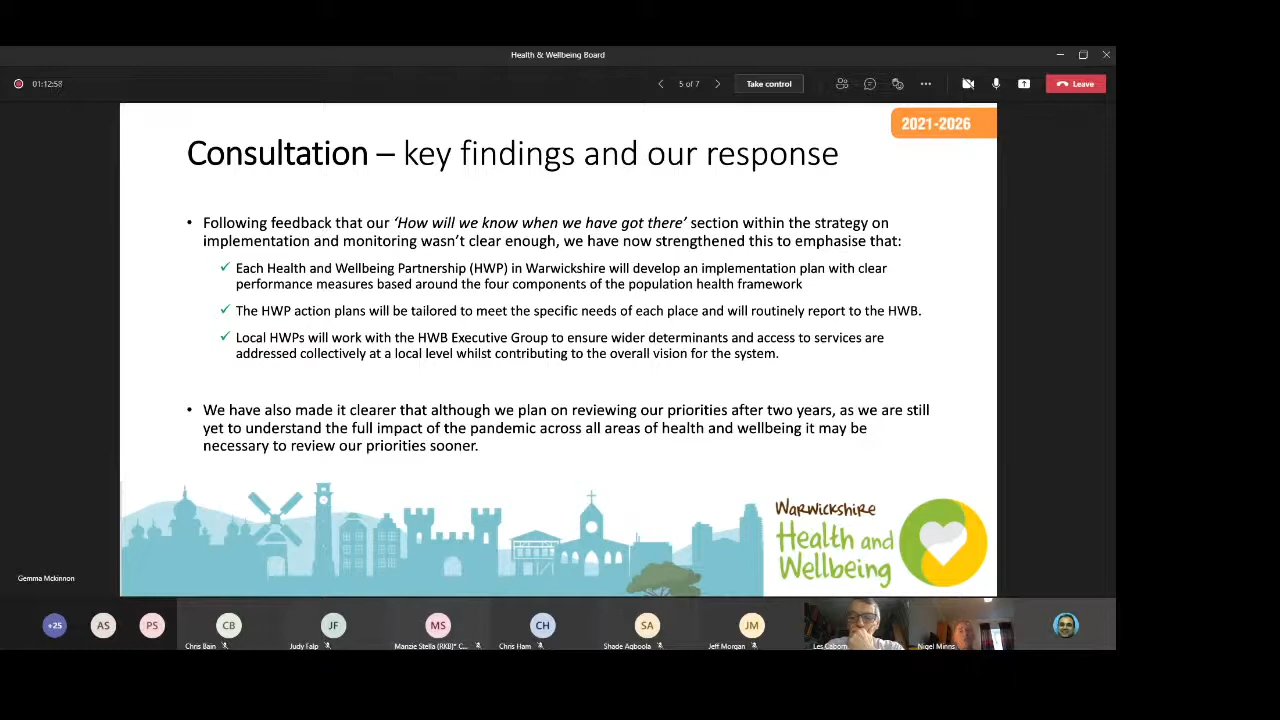 Health & Wellbeing Board
01:12:58
5 of 7
Take control
Leave
2021-2026
Consultation – key findings and our response
• Following feedback that our ‘How will we know when we have got there’ section within the strategy on
implementation and monitoring wasn’t clear enough, we have now strengthened this to emphasise that:
✓ Each Health and Wellbeing Partnership (HWP) in Warwickshire will develop an implementation plan with clear
performance measures based around the four components of the population health framework
✓ The HWP action plans will be tailored to meet the specific needs of each place and will routinely report to the HWB.
✓ Local HWPs will work with the HWB Executive Group to ensure wider determinants and access to services are
addressed collectively at a local level whilst contributing to the overall vision for the system.
• We have also made it clearer that although we plan on reviewing our priorities after two years, as we are still
yet to understand the full impact of the pandemic across all areas of health and wellbeing it may be
necessary to review our priorities sooner.
Warwickshire
Health and
Wellbeing
Gemma Mckinnon
+25
AS
PS
CB
JF
MS
CH
SA
JM
Chris Bain
Judy Falp
Manzie Stella (RKB)* C...
Chris Ham
Shade Agboola
Jeff Morgan
Les Caborn
Nigel Minns